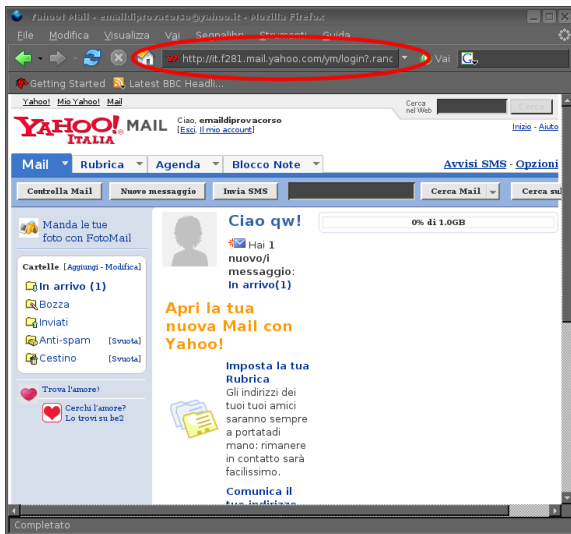 Yahoo! Mail - emaildiprovacorso@yahoo.it - Mozilla Firefox
File Modifica Visualizza Vai Segnalibri Strumenti Guida
http://it.f281.mail.yahoo.com/ym/login?.ranc Vai G
Getting Started Latest BBC Headli...
Yahoo! Mio Yahoo! Mail
Cerca nel Web Cerca
YAHOO! MAIL
ITALIA
Ciao, emaildiprovacorso
[Esci, Il mio account]
Inizio - Aiuto
Mail Rubrica Agenda Blocco Note Avvisi SMS - Opzioni
Controlla Mail Nuovo messaggio Invia SMS Cerca Mail Cerca sul
Manda le tue
foto con FotoMail
Cartelle [Aggiungi - Modifica]
In arrivo (1)
Bozza
Inviati
Anti-spam [Svuota]
Cestino [Svuota]
Trova l'amore!
Cerchi l'amore?
Lo trovi su be2
Ciao qw!
Hai 1
nuovo/i
messaggio:
In arrivo(1)
0% di 1.0GB
Apri la tua
nuova Mail con
Yahoo!
Imposta la tua
Rubrica
Gli indirizzi dei
tuoi tuoi amici
saranno sempre
a portatadi
mano: rimanere
in contatto sarà
facilissimo.
Comunica il
tuo indirizzo
Completato